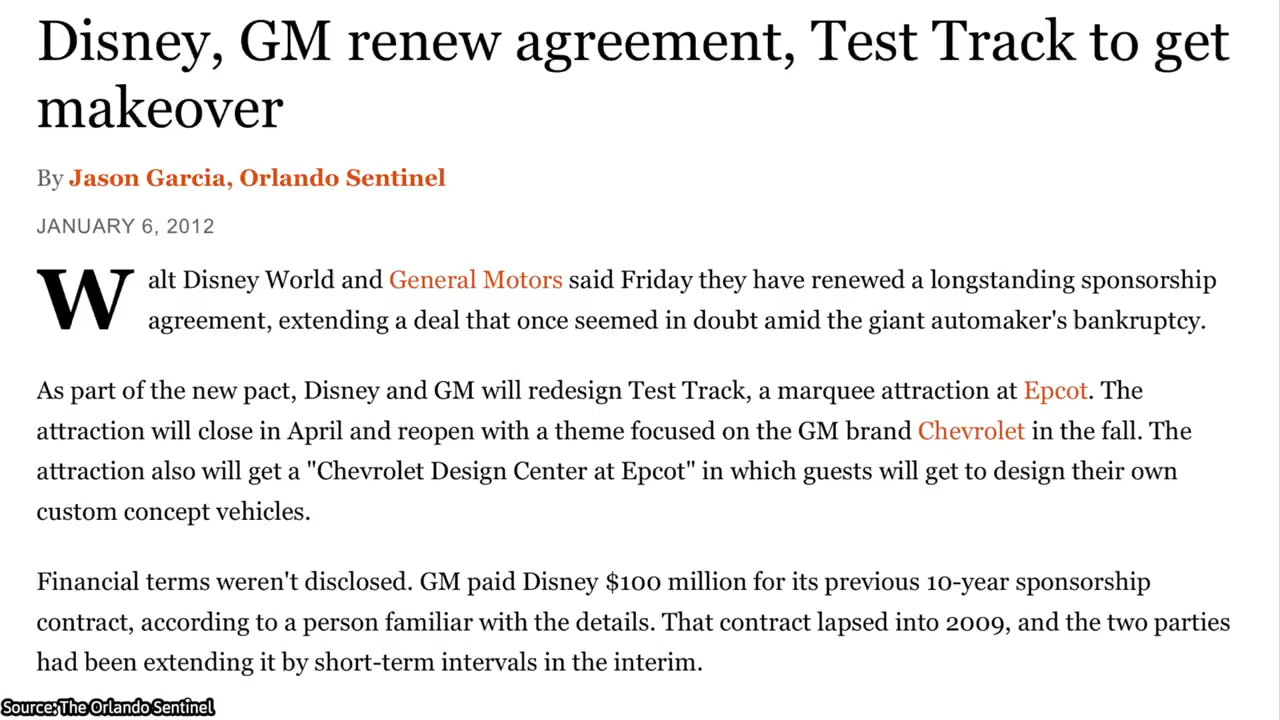 Disney, GM renew agreement, Test Track to get
makeover
By Jason Garcia, Orlando Sentinel
JANUARY 6, 2012
Walt Disney World and General Motors said Friday they have renewed a longstanding sponsorship
agreement, extending a deal that once seemed in doubt amid the giant automaker's bankruptcy.
As part of the new pact, Disney and GM will redesign Test Track, a marquee attraction at Epcot. The
attraction will close in April and reopen with a theme focused on the GM brand Chevrolet in the fall. The
attraction also will get a "Chevrolet Design Center at Epcot" in which guests will get to design their own
custom concept vehicles.
Financial terms weren't disclosed. GM paid Disney $100 million for its previous 10-year sponsorship
contract, according to a person familiar with the details. That contract lapsed into 2009, and the two parties
had been extending it by short-term intervals in the interim.
Source: The Orlando Sentinel